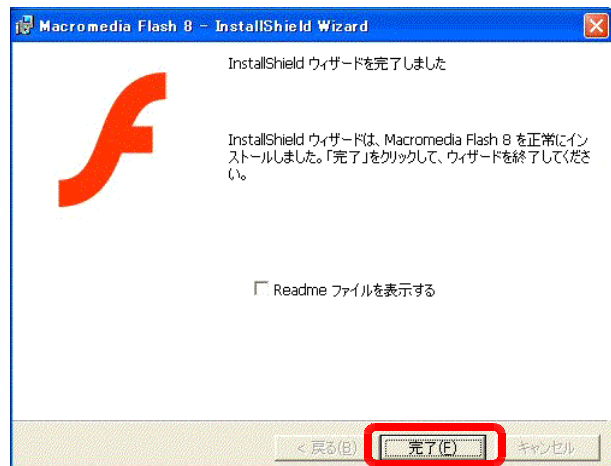 Macromedia Flash 8 - InstallShield Wizard
InstallShield ウィザードを完了しました
InstallShield ウィザードは、Macromedia Flash 8 を正常にイン
ストールしました。「完了」をクリックして、ウィザードを終了してくださ
い。
Readme ファイルを表示する
< 戻る(B)
完了(F)
キャンセル